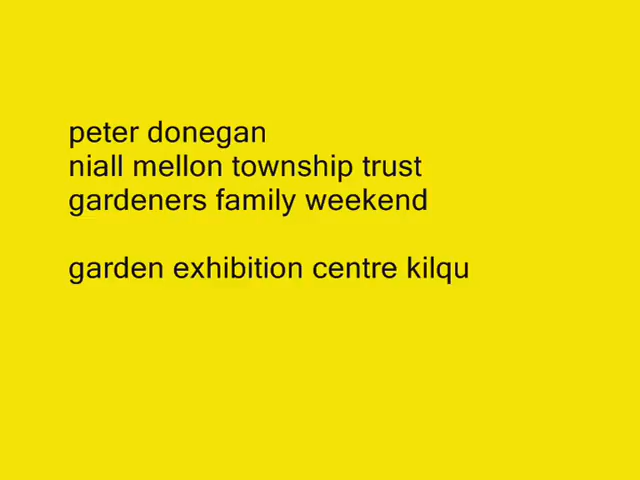 peter donegan
niall mellon township trust
gardeners family weekend
garden exhibition centre kilqu